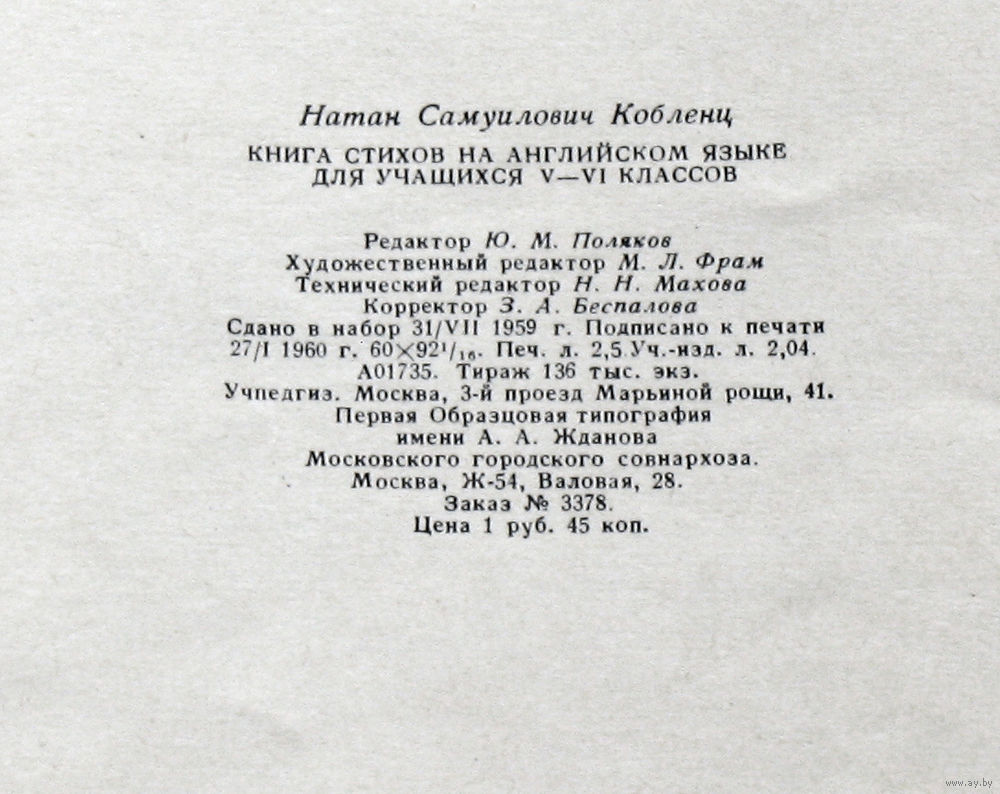 Натан Самуилович Кобленц
КНИГА СТИХОВ НА АНГЛИЙСКОМ ЯЗЫКЕ
ДЛЯ УЧАЩИХСЯ V—VI КЛАССОВ
Редактор Ю. М. Поляков
Художественный редактор М. Л. Фрам
Технический редактор Н. Н. Махова
Корректор З. А. Беспалова
Сдано в набор 31/VII 1959 г. Подписано к печати
27/I 1960 г. 60×92¹/₁₆. Печ. л. 2,5 Уч.-изд. л. 2,04.
А01735. Тираж 136 тыс. экз.
Учпедгиз. Москва, 3-й проезд Марьиной рощи, 41.
Первая Образцовая типография
имени А. А. Жданова
Московского городского совнархоза.
Москва, Ж-54, Валовая, 28.
Заказ № 3378.
Цена 1 руб. 45 коп.
www.ay.by